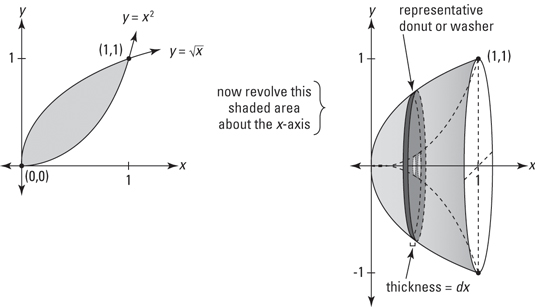 y
y = x²
(1,1)
y = √x
1
x
(0,0)
1
now revolve this
shaded area
about the x-axis
representative
donut or washer
y
(1,1)
1
x
1
-1
thickness = dx